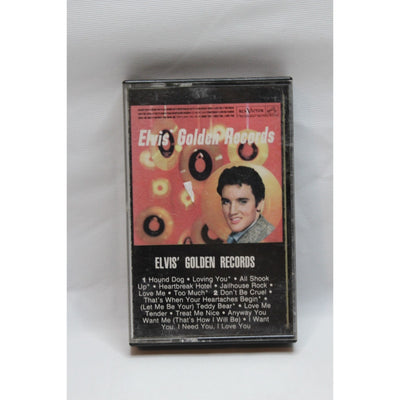 RCA VICTOR
Elvis' Golden Records
ELVIS' GOLDEN RECORDS
1 Hound Dog • Loving You* • All Shook
Up* • Heartbreak Hotel • Jailhouse Rock •
Love Me • Too Much* 2 Don't Be Cruel •
That's When Your Heartaches Begin* •
(Let Me Be Your) Teddy Bear* • Love Me
Tender • Treat Me Nice • Anyway You
Want Me (That's How I Will Be) • I Want
You, I Need You, I Love You